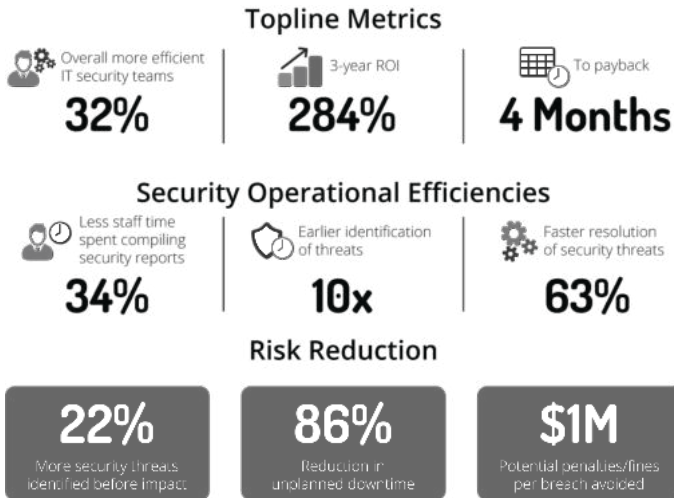 Topline Metrics
Overall more efficient
IT security teams
32%
3-year ROI
284%
To payback
4 Months
Security Operational Efficiencies
Less staff time
spent compiling
security reports
34%
Earlier identification
of threats
10x
Faster resolution
of security threats
63%
Risk Reduction
22%
More security threats
identified before impact
86%
Reduction in
unplanned downtime
$1M
Potential penalties/fines
per breach avoided